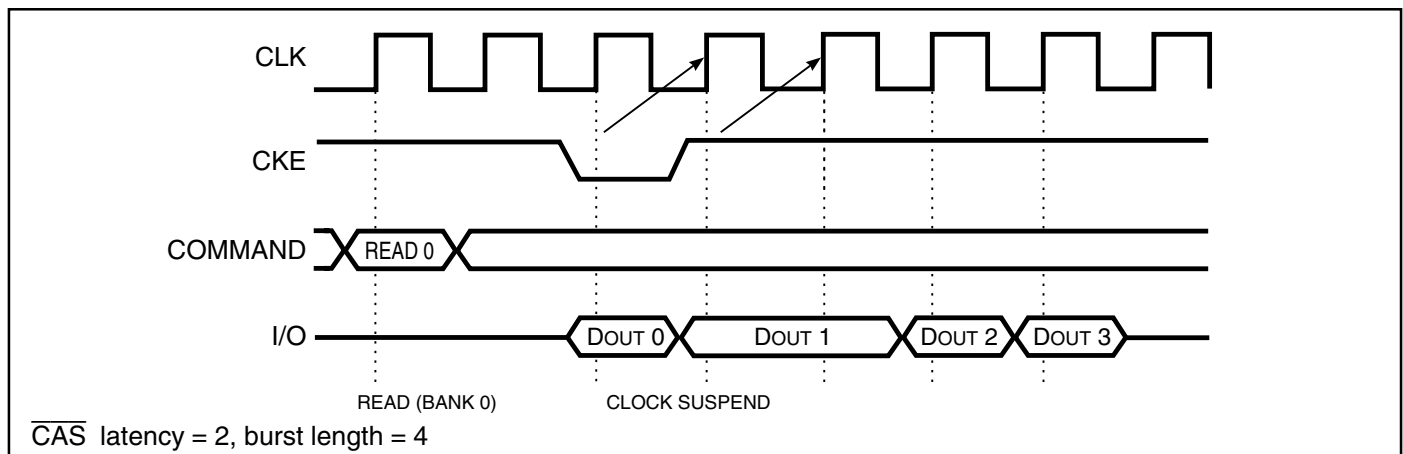 CLK
CKE
COMMAND
READ 0
I/O
DOUT 0
DOUT 1
DOUT 2
DOUT 3
READ (BANK 0)
CLOCK SUSPEND
CAS latency = 2, burst length = 4